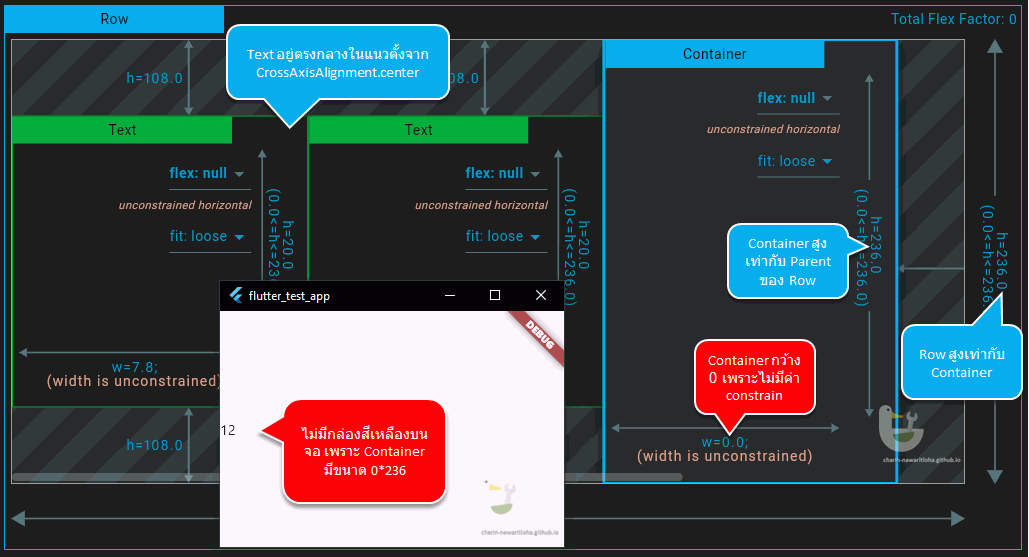 Row
Total Flex Factor: 0
Text อยู่ตรงกลางในแนวตั้งจาก
CrossAxisAlignment.center
h=108.0
08.0
Container
flex: null
unconstrained horizontal
fit: loose
h=236.0
(0.0<=h<=236.0)
Text
flex: null
unconstrained horizontal
fit: loose
h=20.0
(0.0<=h<=236.0)
w=7.8;
(width is unconstrained)
h=108.0
Text
flex: null
unconstrained horizontal
fit: loose
h=20.0
(0.0<=h<=236.0)
Container สูง
เท่ากับ Parent
ของ Row
h=236.0
(0.0<=h<=236.
Row สูงเท่ากับ
Container
Container กว้าง
0 เพราะไม่มีค่า
constrain
w=0.0;
(width is unconstrained)
charin-nawaritloha.github.io
flutter_test_app
DEBUG
12
ไม่มีกล่องสีเหลืองบน
จอ เพราะ Container
มีขนาด 0*236
charin-nawaritloha.github.io